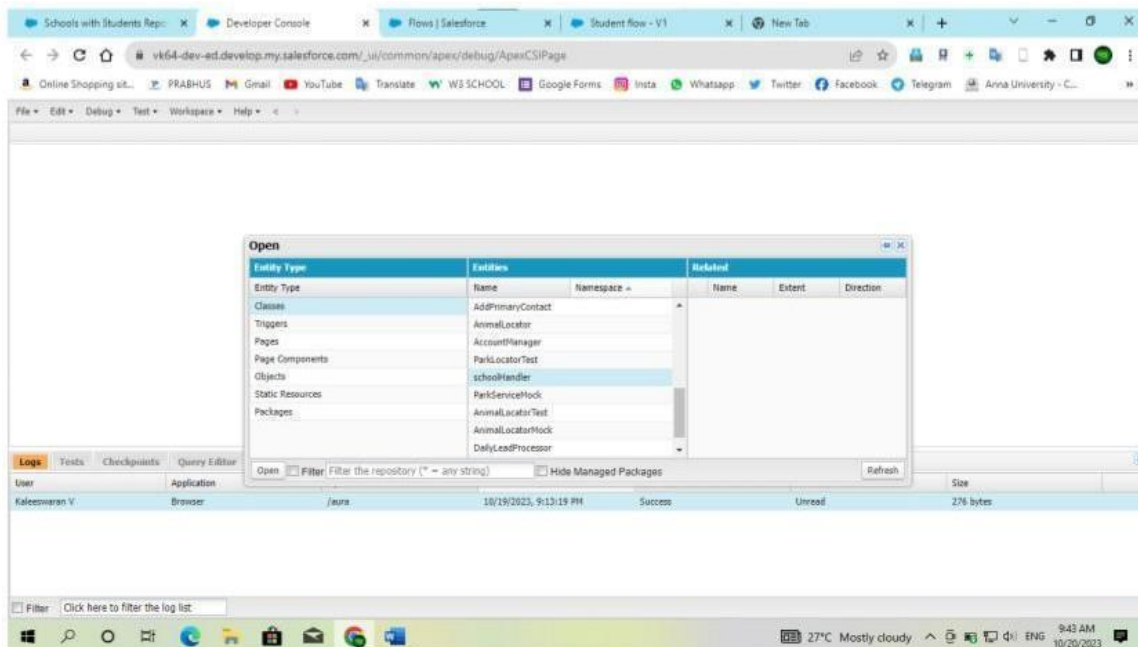 Schools with Students Repo
Developer Console
Flows | Salesforce
Student flow - V1
New Tab
vk64-dev-ed.develop.my.salesforce.com/_ui/common/apex/debug/ApexCSIPage
Online Shopping sit... PRABHUS Gmail YouTube Translate W3 SCHOOL Google Forms Insta Whatsapp Twitter Facebook Telegram Anna University - C...
File Edit Debug Test Workspace Help < >
Open
Entity Type Entities Related
Entity Type Name Namespace Name Extent Direction
Classes AddPrimaryContact
Triggers AnimalLocator
Pages AccountManager
Page Components ParkLocatorTest
Objects schoolHandler
Static Resources ParkServiceMock
Packages AnimalLocatorTest
AnimalLocatorMock
DailyLeadProcessor
Open Filter Filter the repository (* = any string) Hide Managed Packages Refresh
Logs Tests Checkpoints Query Editor
User Application Size
Kaleeswaran V Browser /aura 10/19/2023, 9:13:19 PM Success Unread 276 bytes
Filter Click here to filter the log list
27°C Mostly cloudy ENG 9:43 AM
10/20/2023